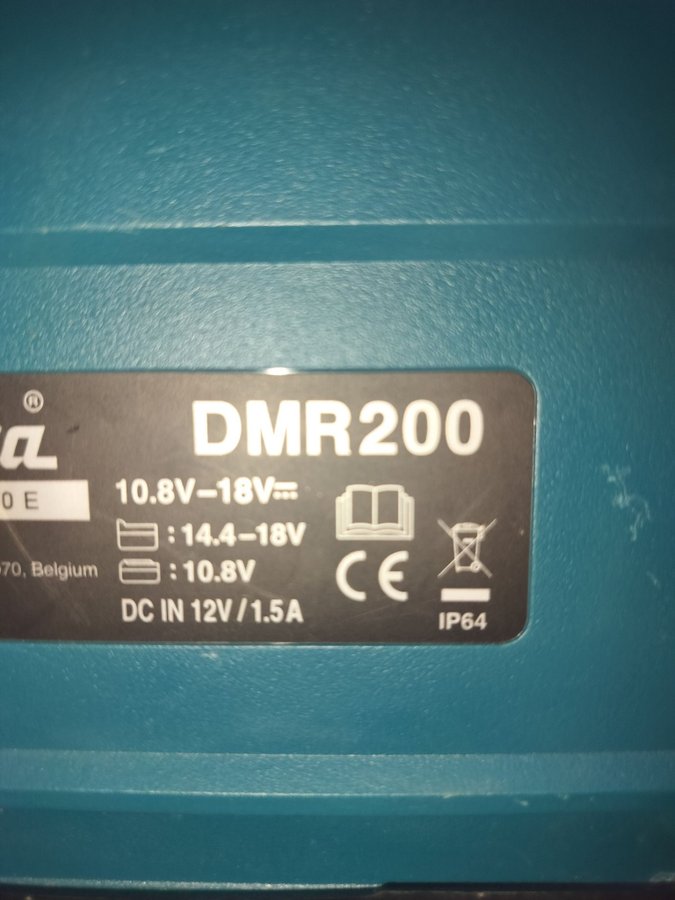 ®
DMR200
10.8V–18V⎓
0 E
: 14.4–18V
: 10.8V
70, Belgium
DC IN 12V/1.5A
CE
IP64